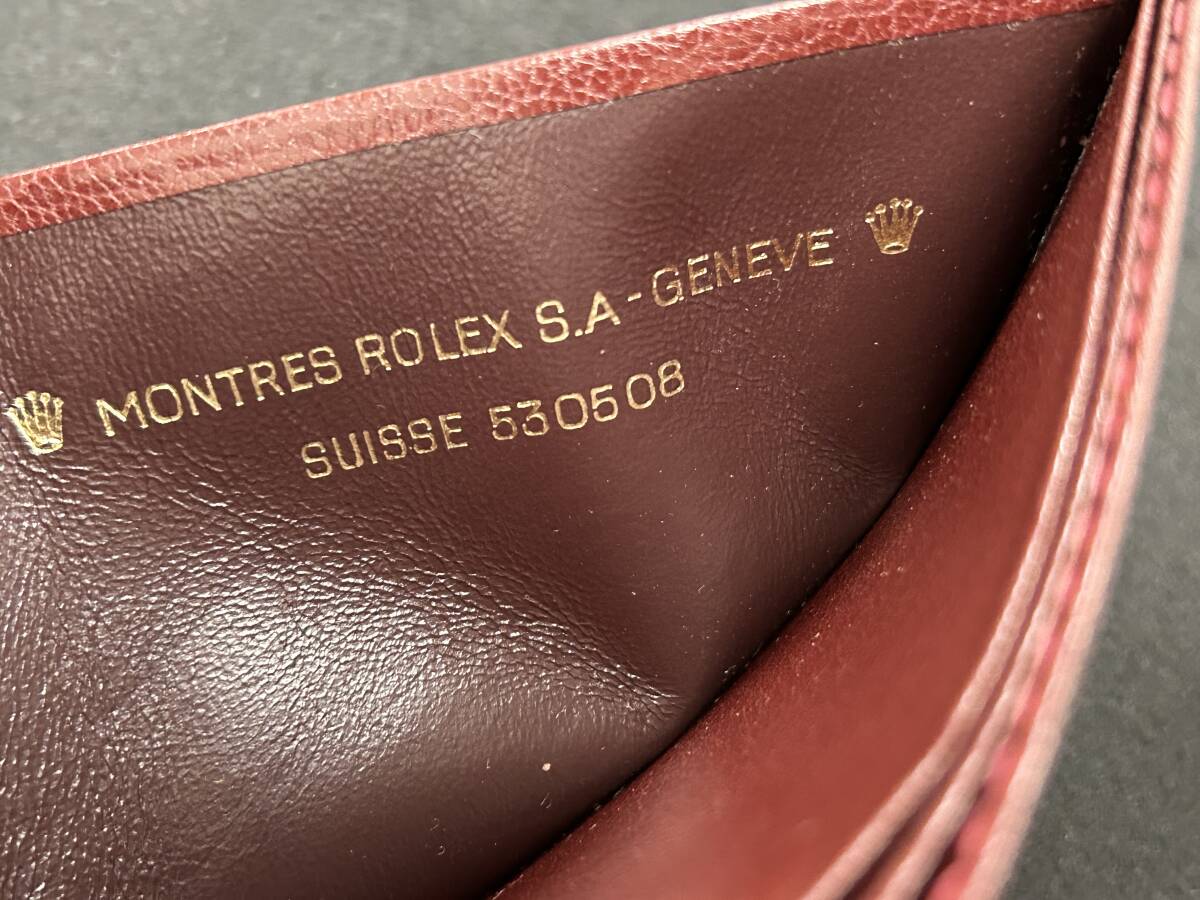 MONTRES ROLEX S.A-GENEVE
SUISSE 530508